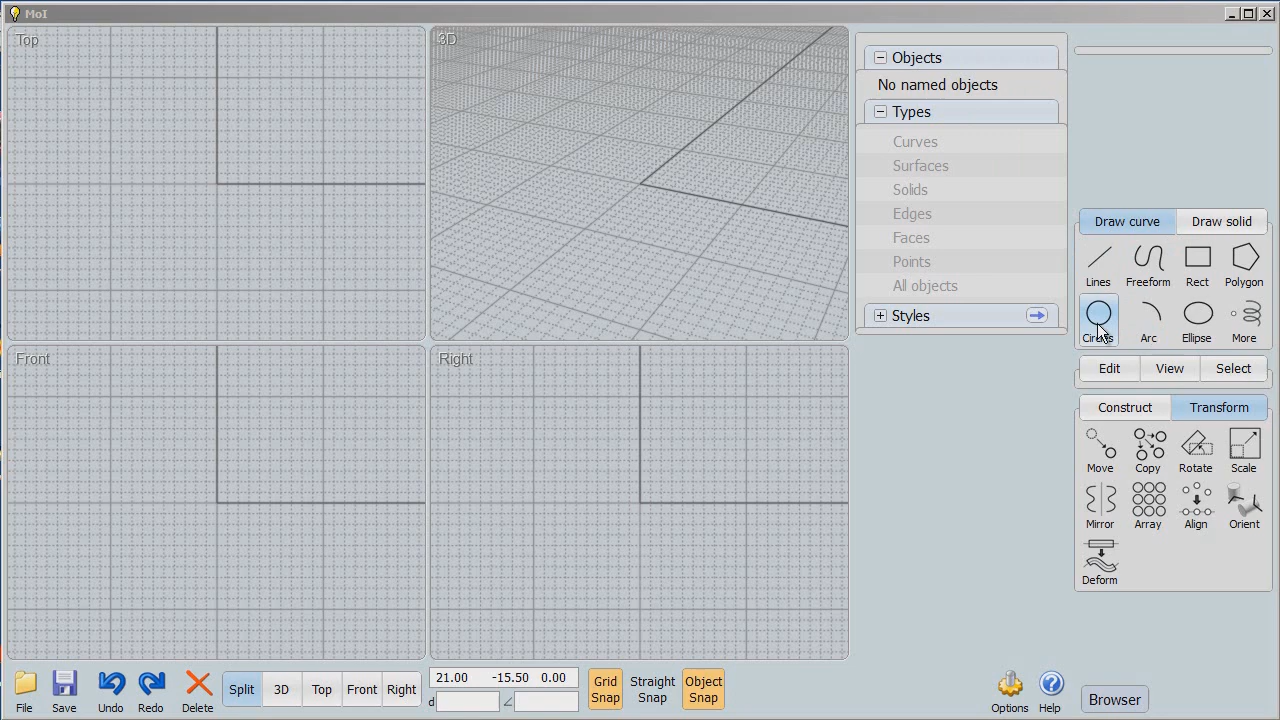 MoI
Top
3D
Front
Right
Objects
No named objects
Types
Curves
Surfaces
Solids
Edges
Faces
Points
All objects
Styles
Draw curve Draw solid
Lines Freeform Rect Polygon
Arc Ellipse More
Edit View Select
Construct Transform
Move Copy Rotate Scale
Mirror Array Align Orient
Deform
File Save Undo Redo Delete
Split 3D Top Front Right
21.00 -15.50 0.00
d
Grid Snap
Straight Snap
Object Snap
Options Help
Browser